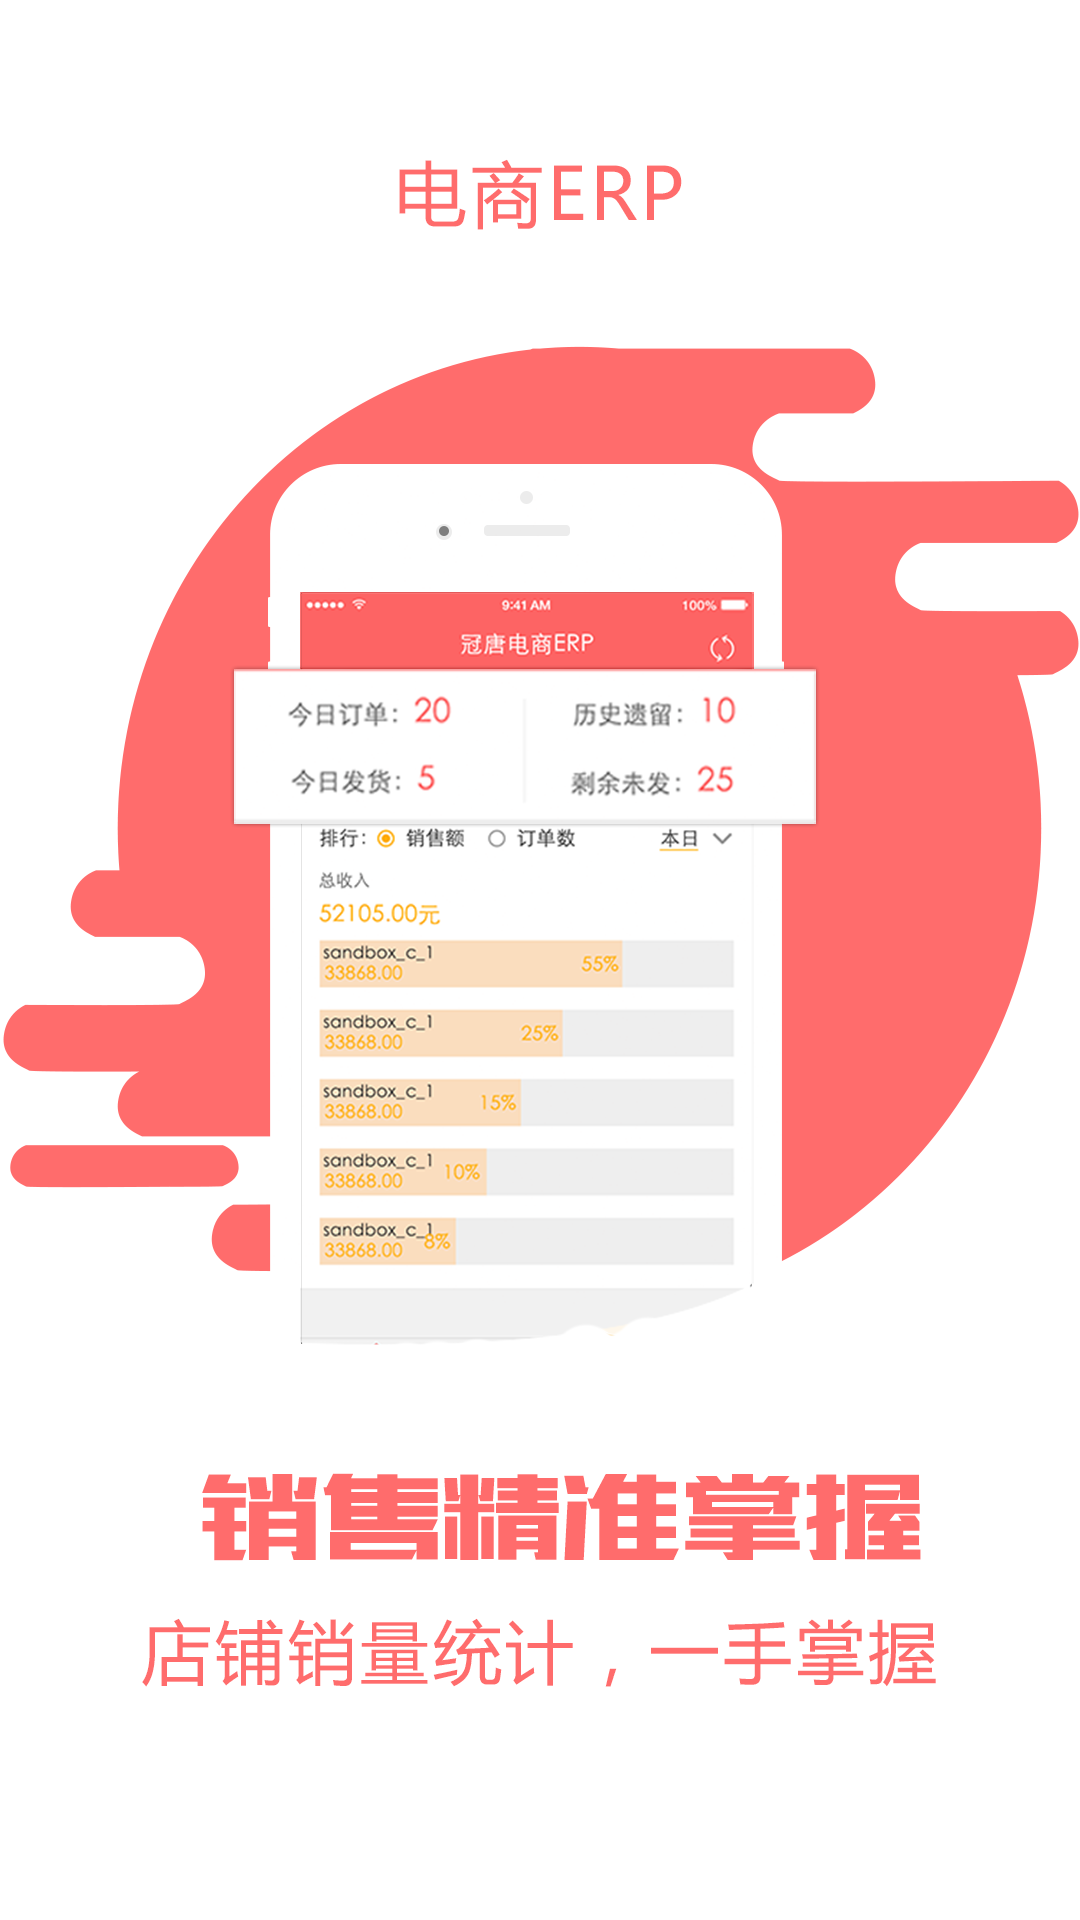 电商ERP
9:41 AM 100%
冠唐电商ERP
今日订单：20 历史遗留：10
今日发货：5 剩余未发：25
排行： 销售额 订单数 本日
总收入
52105.00元
sandbox_c_1
33868.00 55%
sandbox_c_1
33868.00 25%
sandbox_c_1
33868.00 15%
sandbox_c_1
33868.00 10%
sandbox_c_1
33868.00 8%
销售精准掌握
店铺销量统计，一手掌握